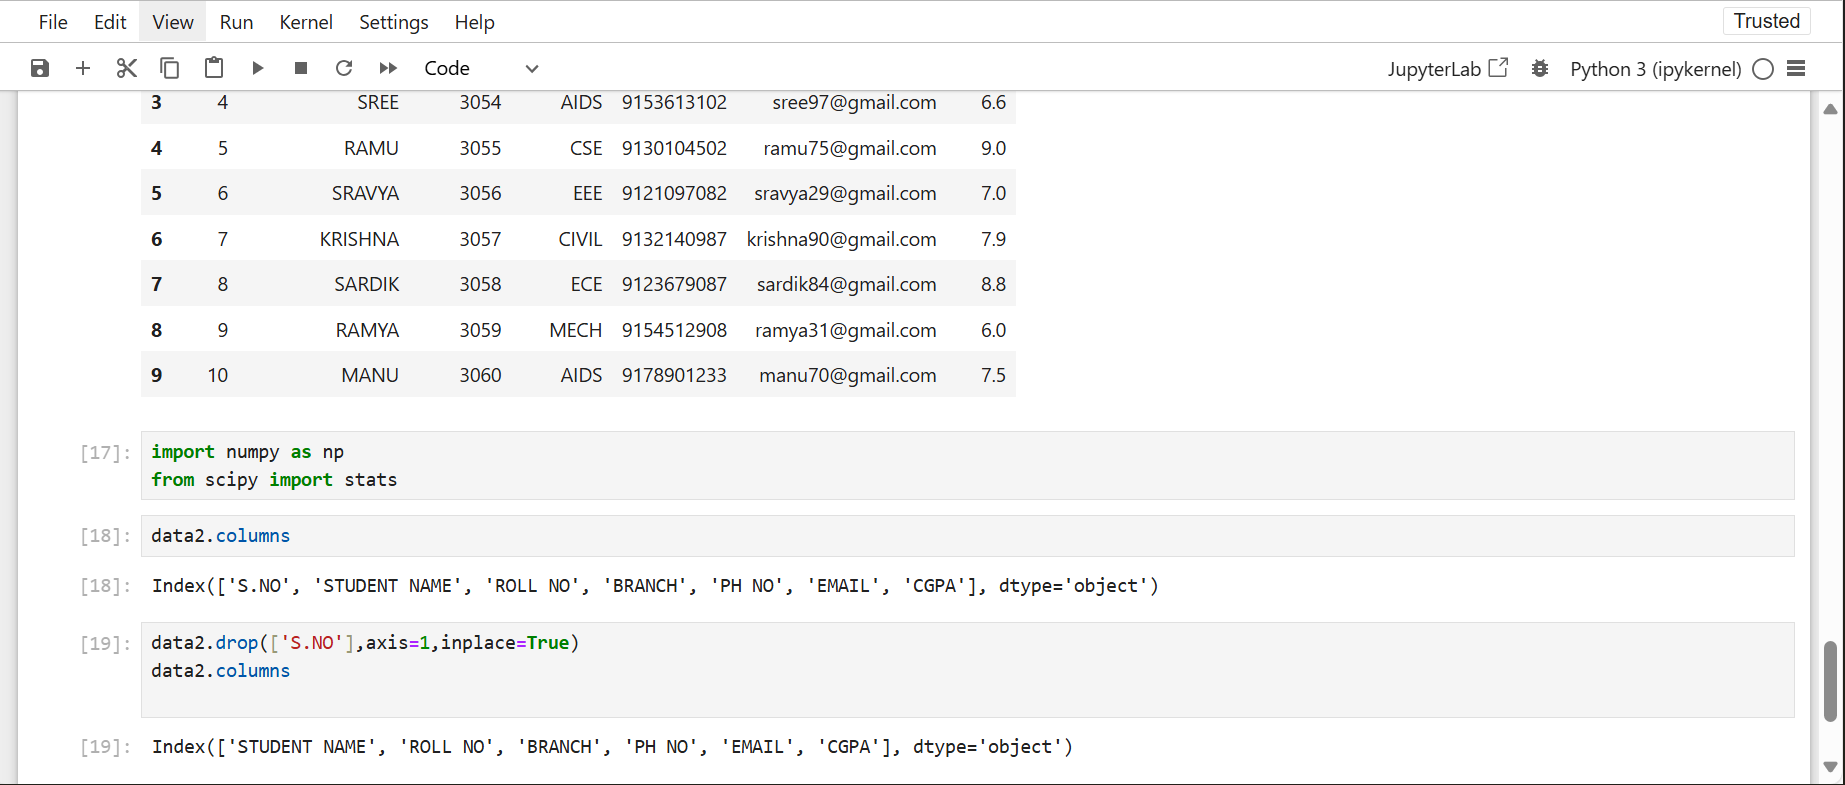 File Edit View Run Kernel Settings Help Trusted
Code JupyterLab Python 3 (ipykernel)
3 4 SREE 3054 AIDS 9153613102 sree97@gmail.com 6.6
4 5 RAMU 3055 CSE 9130104502 ramu75@gmail.com 9.0
5 6 SRAVYA 3056 EEE 9121097082 sravya29@gmail.com 7.0
6 7 KRISHNA 3057 CIVIL 9132140987 krishna90@gmail.com 7.9
7 8 SARDIK 3058 ECE 9123679087 sardik84@gmail.com 8.8
8 9 RAMYA 3059 MECH 9154512908 ramya31@gmail.com 6.0
9 10 MANU 3060 AIDS 9178901233 manu70@gmail.com 7.5
[17]: import numpy as np
from scipy import stats
[18]: data2.columns
[18]: Index(['S.NO', 'STUDENT NAME', 'ROLL NO', 'BRANCH', 'PH NO', 'EMAIL', 'CGPA'], dtype='object')
[19]: data2.drop(['S.NO'],axis=1,inplace=True)
data2.columns
[19]: Index(['STUDENT NAME', 'ROLL NO', 'BRANCH', 'PH NO', 'EMAIL', 'CGPA'], dtype='object')